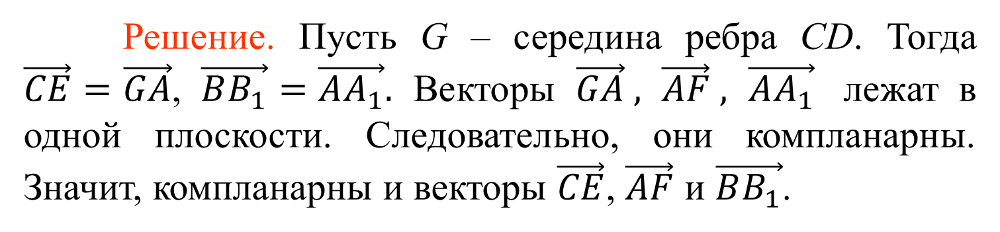 Решение. Пусть G – середина ребра CD. Тогда
$\overrightarrow{CE} = \overrightarrow{GA}$, $\overrightarrow{BB_1} = \overrightarrow{AA_1}$. Векторы $\overrightarrow{GA}$ , $\overrightarrow{AF}$ , $\overrightarrow{AA_1}$ лежат в
одной плоскости. Следовательно, они компланарны.
Значит, компланарны и векторы $\overrightarrow{CE}$, $\overrightarrow{AF}$ и $\overrightarrow{BB_1}$.